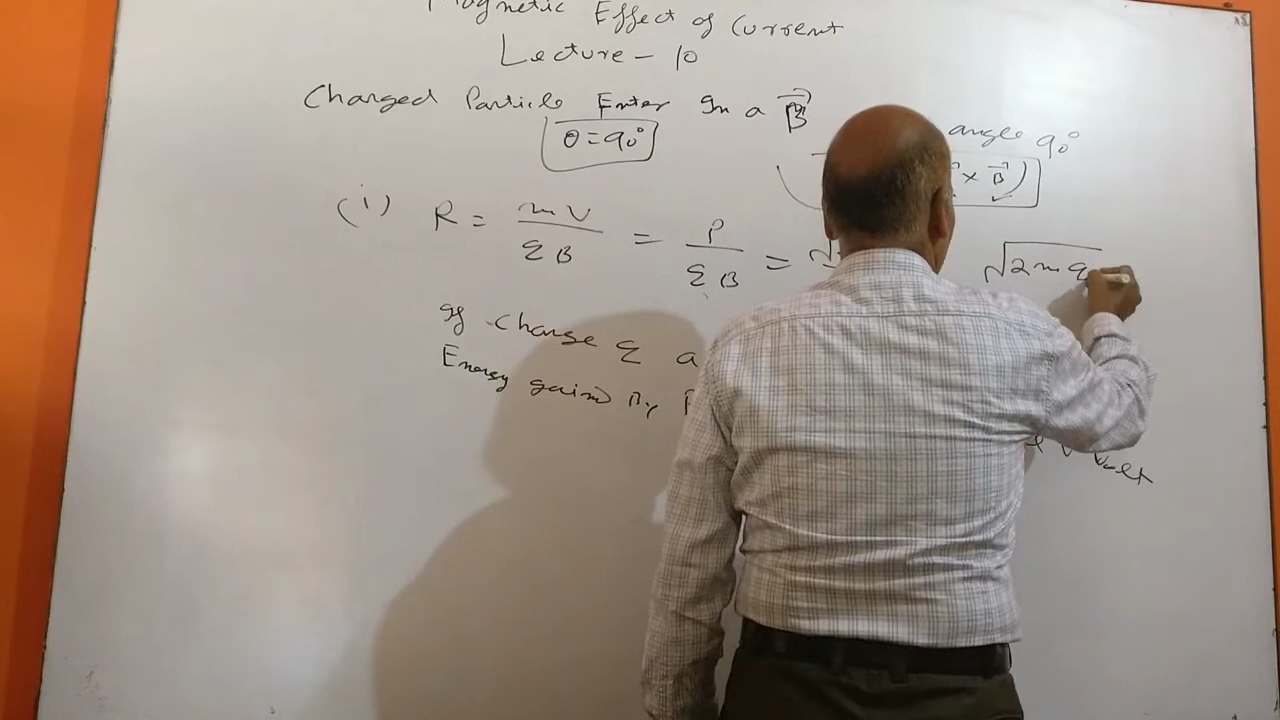 Magnetic Effect of Current
Lecture - 10
Charged Particle Enter In a B⃗
angle 90°
θ = 90°
× B⃗)
(i) R = mV / qB = P / qB = √
√2mq
If charge q a
Energy gained By P
V Volt